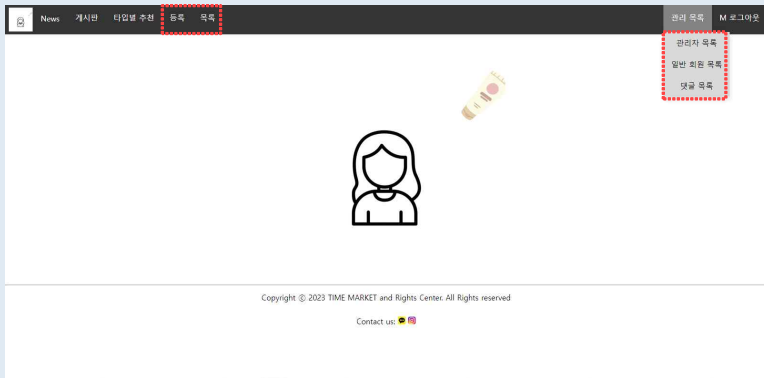 News 게시판 타입별 추천 등록 목록 관리 목록 M 로그아웃
관리자 목록
일반 회원 목록
댓글 목록
Copyright ⓒ 2023 TIME MARKET and Rights Center. All Rights reserved
Contact us: